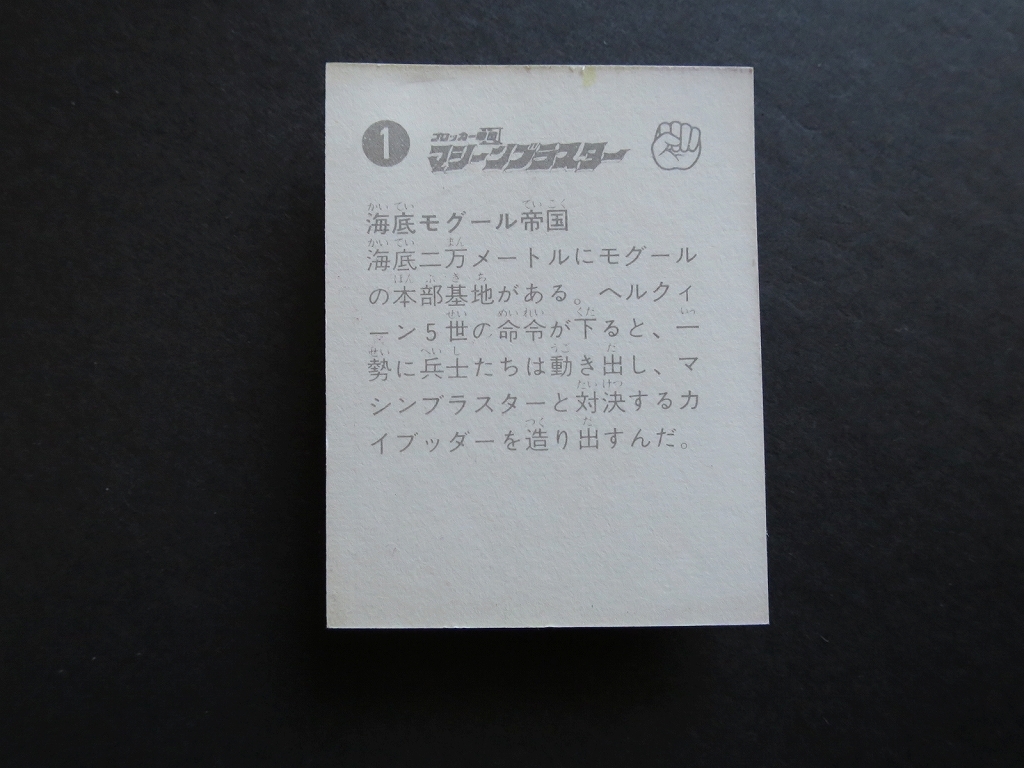 1
ブロッカー軍団
マシーンブラスター
海底モグール帝国
海底二万メートルにモグール
の本部基地がある。ヘルクィ
ーン5世の命令が下ると、一
勢に兵士たちは動き出し、マ
シンブラスターと対決するカ
イブッダーを造り出すんだ。